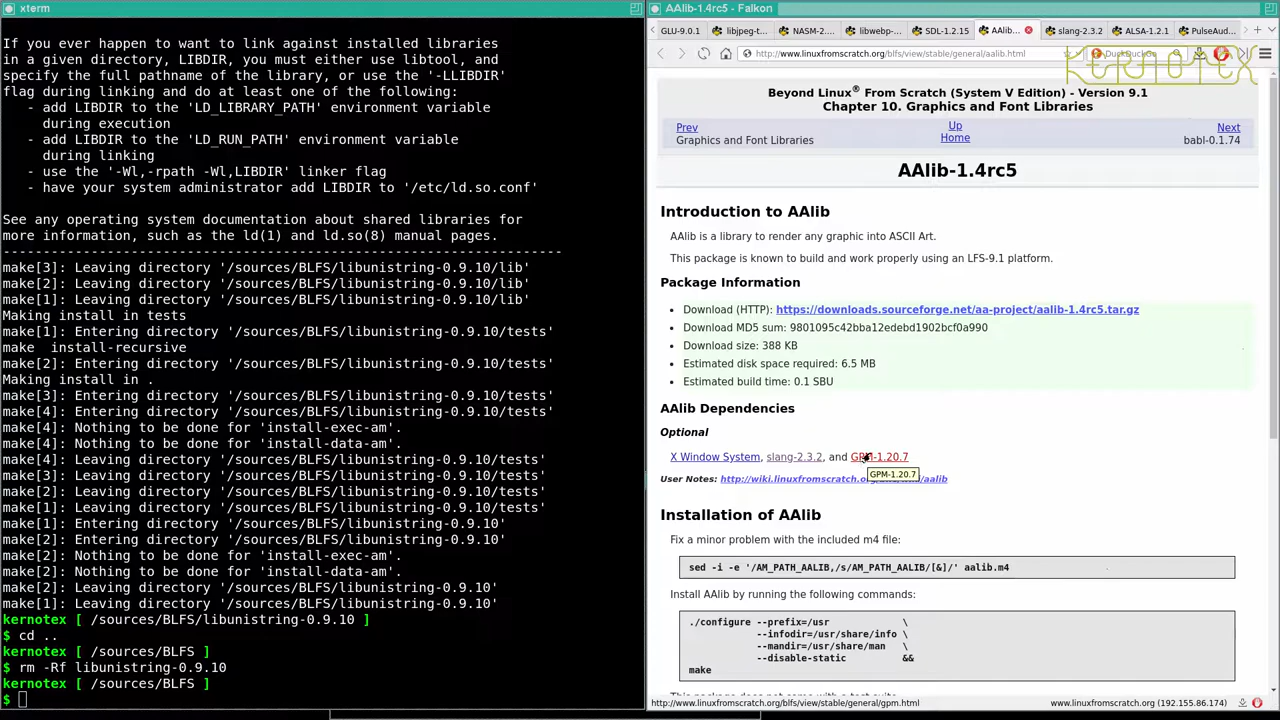 xterm
If you ever happen to want to link against installed libraries
in a given directory, LIBDIR, you must either use libtool, and
specify the full pathname of the library, or use the '-LLIBDIR'
flag during linking and do at least one of the following:
- add LIBDIR to the 'LD_LIBRARY_PATH' environment variable
during execution
- add LIBDIR to the 'LD_RUN_PATH' environment variable
during linking
- use the '-Wl,-rpath -Wl,LIBDIR' linker flag
- have your system administrator add LIBDIR to '/etc/ld.so.conf'
See any operating system documentation about shared libraries for
more information, such as the ld(1) and ld.so(8) manual pages.
----------------------------------------------------------------------
make[3]: Leaving directory '/sources/BLFS/libunistring-0.9.10/lib'
make[2]: Leaving directory '/sources/BLFS/libunistring-0.9.10/lib'
make[1]: Leaving directory '/sources/BLFS/libunistring-0.9.10/lib'
Making install in tests
make[1]: Entering directory '/sources/BLFS/libunistring-0.9.10/tests'
make  install-recursive
make[2]: Entering directory '/sources/BLFS/libunistring-0.9.10/tests'
Making install in .
make[3]: Entering directory '/sources/BLFS/libunistring-0.9.10/tests'
make[4]: Entering directory '/sources/BLFS/libunistring-0.9.10/tests'
make[4]: Nothing to be done for 'install-exec-am'.
make[4]: Nothing to be done for 'install-data-am'.
make[4]: Leaving directory '/sources/BLFS/libunistring-0.9.10/tests'
make[3]: Leaving directory '/sources/BLFS/libunistring-0.9.10/tests'
make[2]: Leaving directory '/sources/BLFS/libunistring-0.9.10/tests'
make[1]: Leaving directory '/sources/BLFS/libunistring-0.9.10/tests'
make[1]: Entering directory '/sources/BLFS/libunistring-0.9.10'
make[2]: Entering directory '/sources/BLFS/libunistring-0.9.10'
make[2]: Nothing to be done for 'install-exec-am'.
make[2]: Nothing to be done for 'install-data-am'.
make[2]: Leaving directory '/sources/BLFS/libunistring-0.9.10'
make[1]: Leaving directory '/sources/BLFS/libunistring-0.9.10'
kernotex [ /sources/BLFS/libunistring-0.9.10 ]
$ cd ..
kernotex [ /sources/BLFS ]
$ rm -Rf libunistring-0.9.10
kernotex [ /sources/BLFS ]
$
AAlib-1.4rc5 - Falkon
GLU-9.0.1 libjpeg-t... NASM-2.... libwebp-... SDL-1.2.15 AAlib... slang-2.3.2 ALSA-1.2.1 PulseAud...
http://www.linuxfromscratch.org/blfs/view/stable/general/aalib.html DuckDuckGo
KERNOTEX
Beyond Linux® From Scratch (System V Edition) - Version 9.1
Chapter 10. Graphics and Font Libraries
Prev Up Next
Graphics and Font Libraries Home babl-0.1.74
AAlib-1.4rc5
Introduction to AAlib
AAlib is a library to render any graphic into ASCII Art.
This package is known to build and work properly using an LFS-9.1 platform.
Package Information
• Download (HTTP): https://downloads.sourceforge.net/aa-project/aalib-1.4rc5.tar.gz
• Download MD5 sum: 9801095c42bba12edebd1902bcf0a990
• Download size: 388 KB
• Estimated disk space required: 6.5 MB
• Estimated build time: 0.1 SBU
AAlib Dependencies
Optional
X Window System, slang-2.3.2, and GPM-1.20.7
GPM-1.20.7
User Notes: http://wiki.linuxfromscratch.org/blfs/wiki/aalib
Installation of AAlib
Fix a minor problem with the included m4 file:
sed -i -e '/AM_PATH_AALIB,/s/AM_PATH_AALIB/[&]/' aalib.m4
Install AAlib by running the following commands:
./configure --prefix=/usr \
--infodir=/usr/share/info \
--mandir=/usr/share/man \
--disable-static &&
make
http://www.linuxfromscratch.org/blfs/view/stable/general/gpm.html www.linuxfromscratch.org (192.155.86.174)